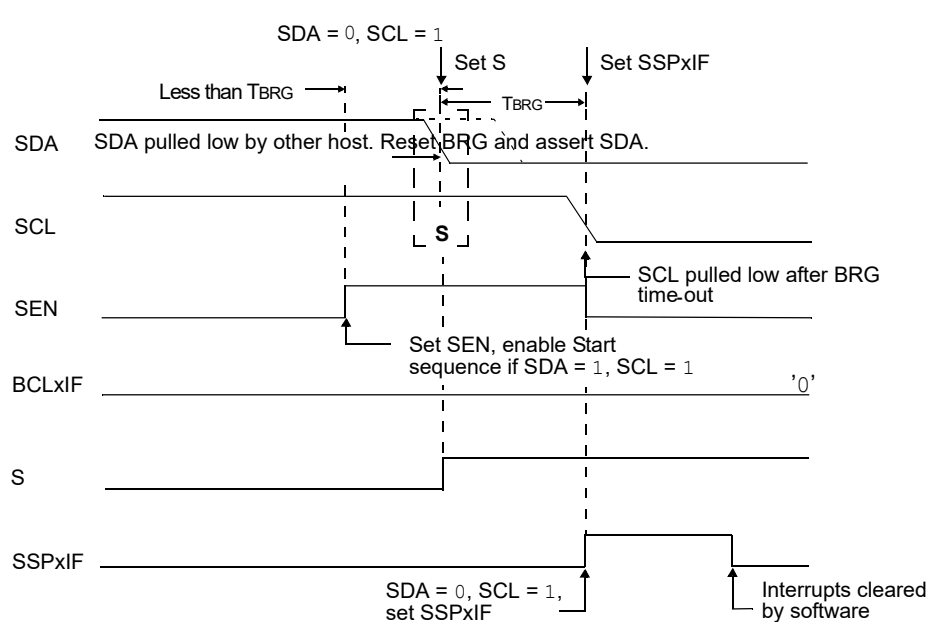 SDA = 0, SCL = 1
Set S
Set SSPxIF
Less than TBRG
TBRG
SDA
SDA pulled low by other host. Reset BRG and assert SDA.
SCL
S
SCL pulled low after BRG
time-out
SEN
Set SEN, enable Start
sequence if SDA = 1, SCL = 1
BCLxIF
'0'
S
SSPxIF
SDA = 0, SCL = 1,
set SSPxIF
Interrupts cleared
by software